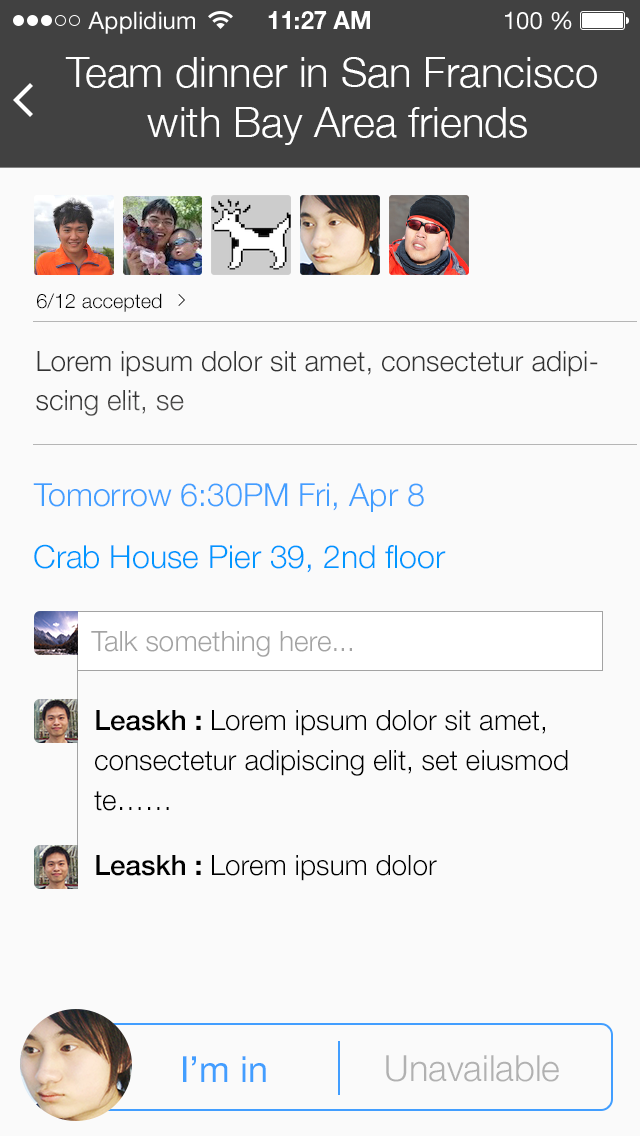 Applidium 11:27 AM 100 %
Team dinner in San Francisco
with Bay Area friends
6/12 accepted >
Lorem ipsum dolor sit amet, consectetur adipi-
scing elit, se
Tomorrow 6:30PM Fri, Apr 8
Crab House Pier 39, 2nd floor
Talk something here...
Leaskh : Lorem ipsum dolor sit amet,
consectetur adipiscing elit, set eiusmod
te……
Leaskh : Lorem ipsum dolor
I’m in Unavailable